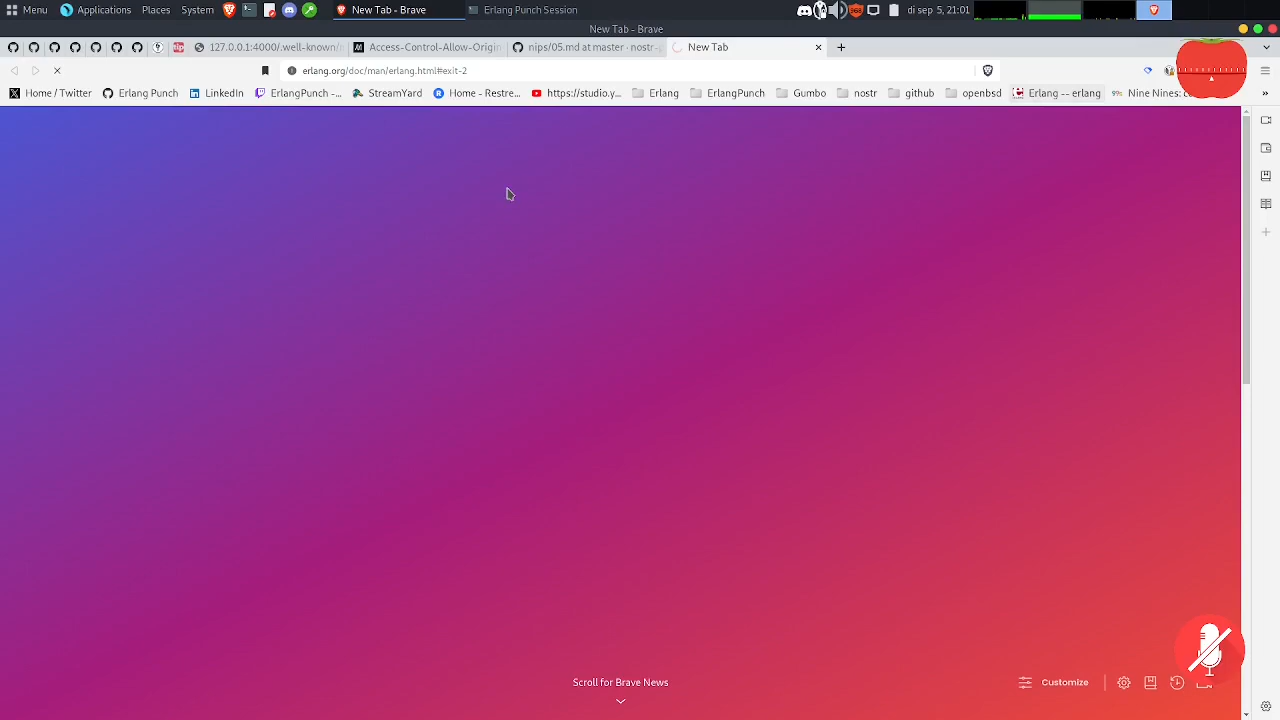 Menu Applications Places System New Tab - Brave Erlang Punch Session 368 di sep 5, 21:01
New Tab - Brave
tip 127.0.0.1:4000/.well-known/n Access-Control-Allow-Origin nips/05.md at master · nostr- New Tab
erlang.org/doc/man/erlang.html#exit-2
Home / Twitter Erlang Punch LinkedIn ErlangPunch -... StreamYard Home - Restre... https://studio.y... Erlang ErlangPunch Gumbo nostr github openbsd Erlang -- erlang 99s Nine Nines: »
Scroll for Brave News
Customize